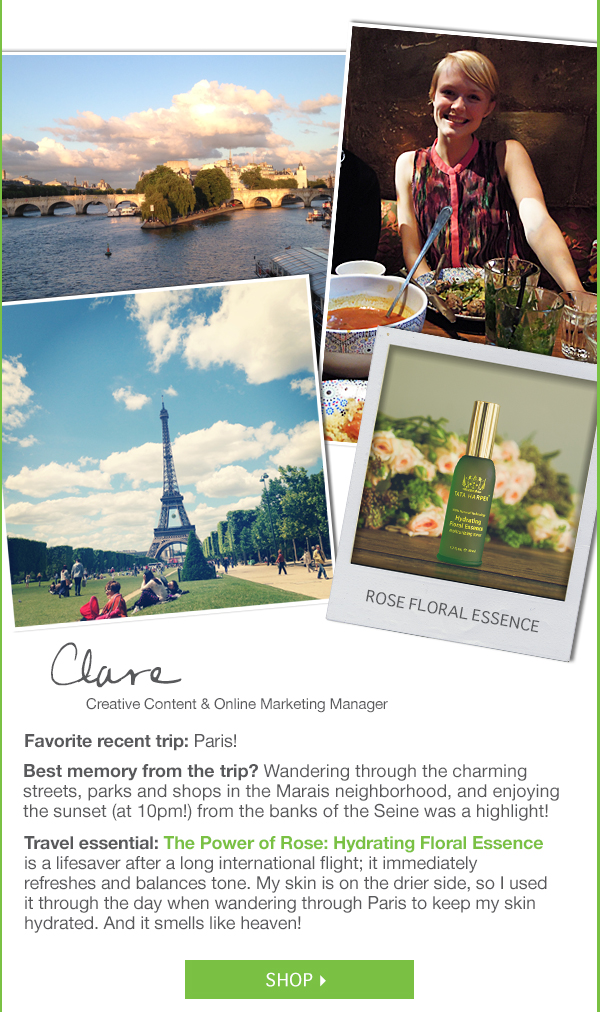 TATA HARPER
Hydrating
Floral Essence
ROSE FLORAL ESSENCE
Clare
Creative Content & Online Marketing Manager
Favorite recent trip: Paris!
Best memory from the trip? Wandering through the charming
streets, parks and shops in the Marais neighborhood, and enjoying
the sunset (at 10pm!) from the banks of the Seine was a highlight!
Travel essential: The Power of Rose: Hydrating Floral Essence
is a lifesaver after a long international flight; it immediately
refreshes and balances tone. My skin is on the drier side, so I used
it through the day when wandering through Paris to keep my skin
hydrated. And it smells like heaven!
SHOP